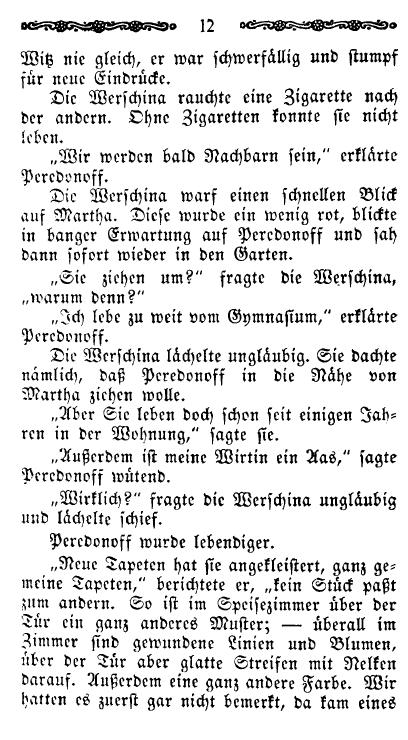 12
Witz nie gleich, er war schwerfällig und stumpf
für neue Eindrücke.
Die Werschina rauchte eine Zigarette nach
der andern. Ohne Zigaretten konnte sie nicht
leben.
„Wir werden bald Nachbarn sein,“ erklärte
Peredonoff.
Die Werschina warf einen schnellen Blick
auf Martha. Diese wurde ein wenig rot, blickte
in banger Erwartung auf Peredonoff und sah
dann sofort wieder in den Garten.
„Sie ziehen um?“ fragte die Werschina,
„warum denn?“
„Ich lebe zu weit vom Gymnasium,“ erklärte
Peredonoff.
Die Werschina lächelte ungläubig. Sie dachte
nämlich, daß Peredonoff in die Nähe von
Martha ziehen wolle.
„Aber Sie leben doch schon seit einigen Jah-
ren in der Wohnung,“ sagte sie.
„Außerdem ist meine Wirtin ein Aas,“ sagte
Peredonoff wütend.
„Wirklich?“ fragte die Werschina ungläubig
und lächelte schief.
Peredonoff wurde lebendiger.
„Neue Tapeten hat sie angekleistert, ganz ge-
meine Tapeten,“ berichtete er, „kein Stück paßt
zum andern. So ist im Speisezimmer über der
Tür ein ganz anderes Muster; — überall im
Zimmer sind gewundene Linien und Blumen,
über der Tür aber glatte Streifen mit Nelken
darauf. Außerdem eine ganz andere Farbe. Wir
hatten es zuerst gar nicht bemerkt, da kam eines